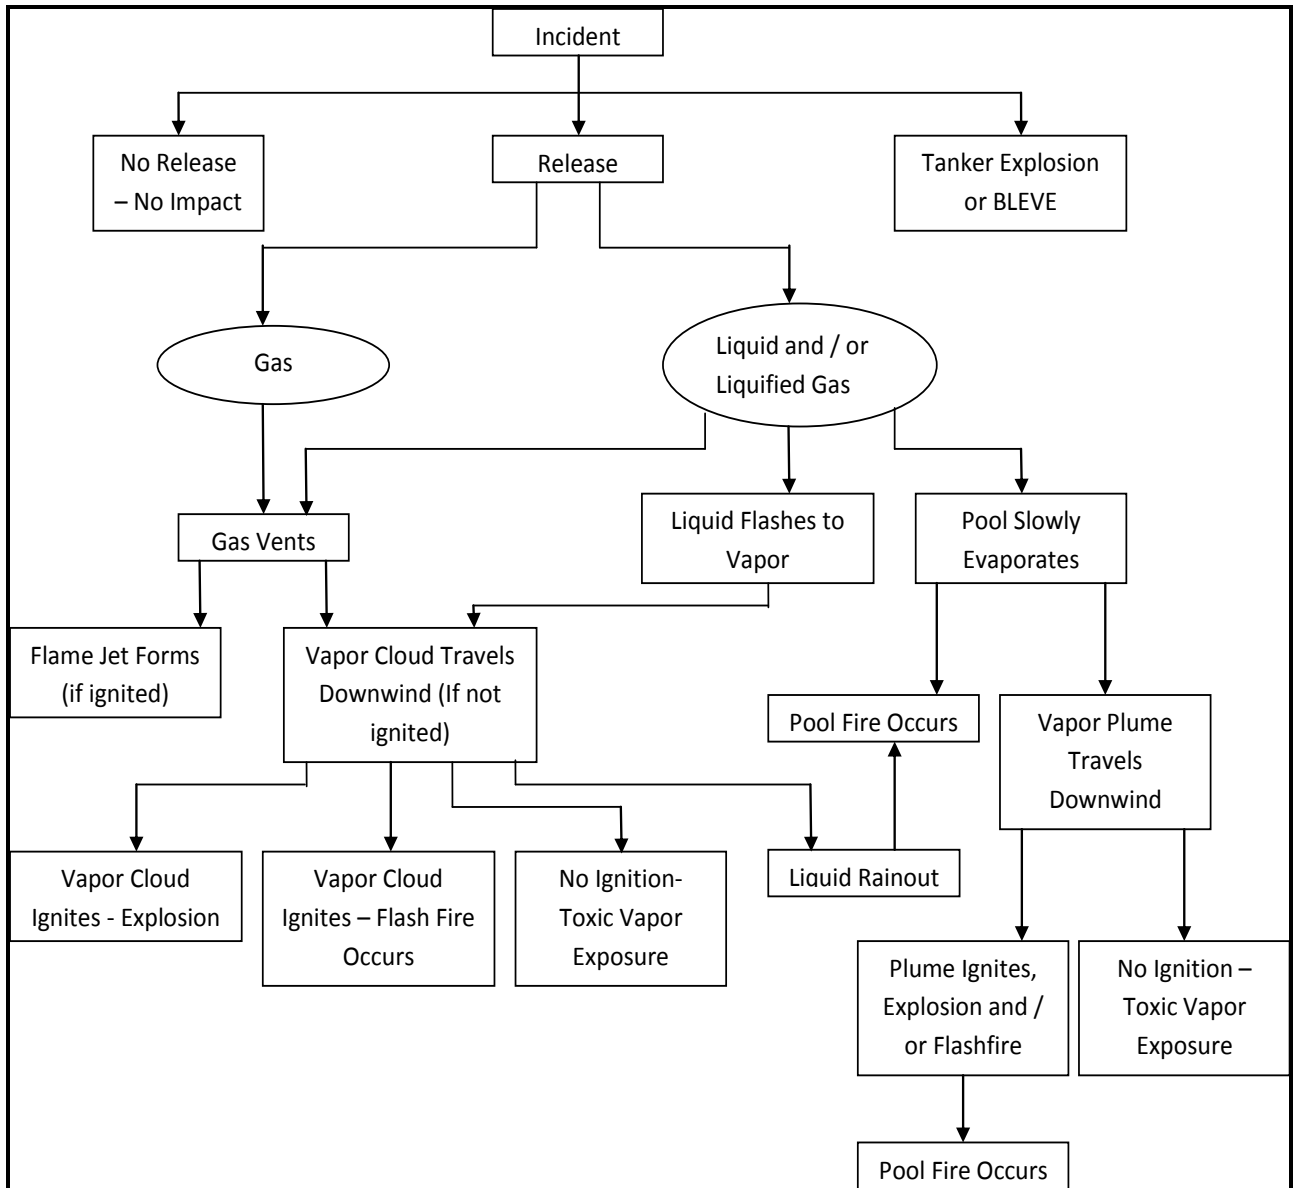 Incident
No Release
– No Impact
Release
Tanker Explosion
or BLEVE
Gas
Liquid and / or
Liquified Gas
Gas Vents
Liquid Flashes to
Vapor
Pool Slowly
Evaporates
Flame Jet Forms
(if ignited)
Vapor Cloud Travels
Downwind (If not
ignited)
Pool Fire Occurs
Vapor Plume
Travels
Downwind
Vapor Cloud
Ignites - Explosion
Vapor Cloud
Ignites – Flash Fire
Occurs
No Ignition-
Toxic Vapor
Exposure
Liquid Rainout
Plume Ignites,
Explosion and /
or Flashfire
No Ignition –
Toxic Vapor
Exposure
Pool Fire Occurs